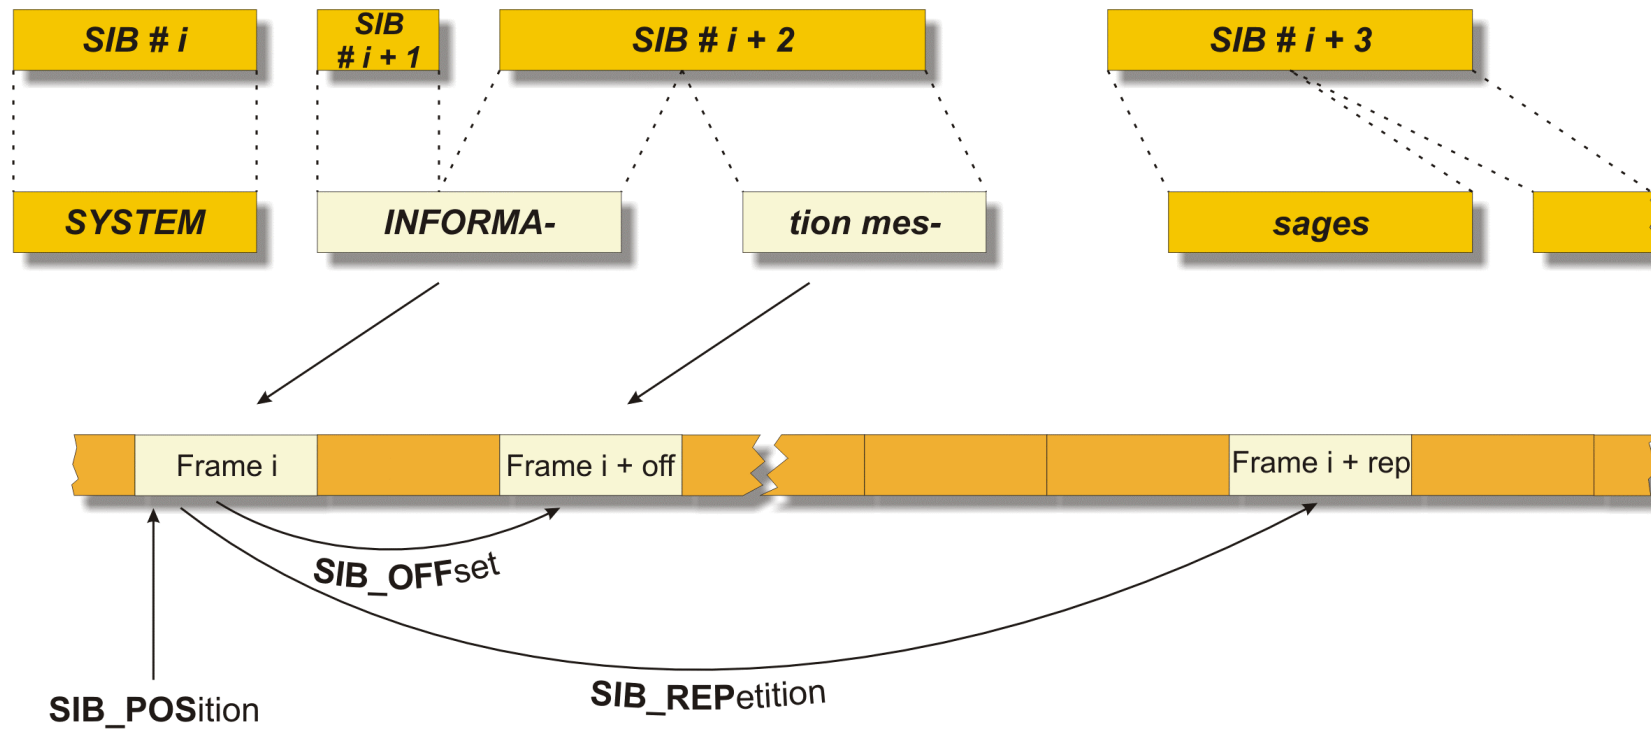 SIB # i
SIB
# i + 1
SIB # i + 2
SIB # i + 3
SYSTEM
INFORMA-
tion mes-
sages
Frame i
Frame i + off
Frame i + rep
SIB_OFFset
SIB_REPetition
SIB_POSition